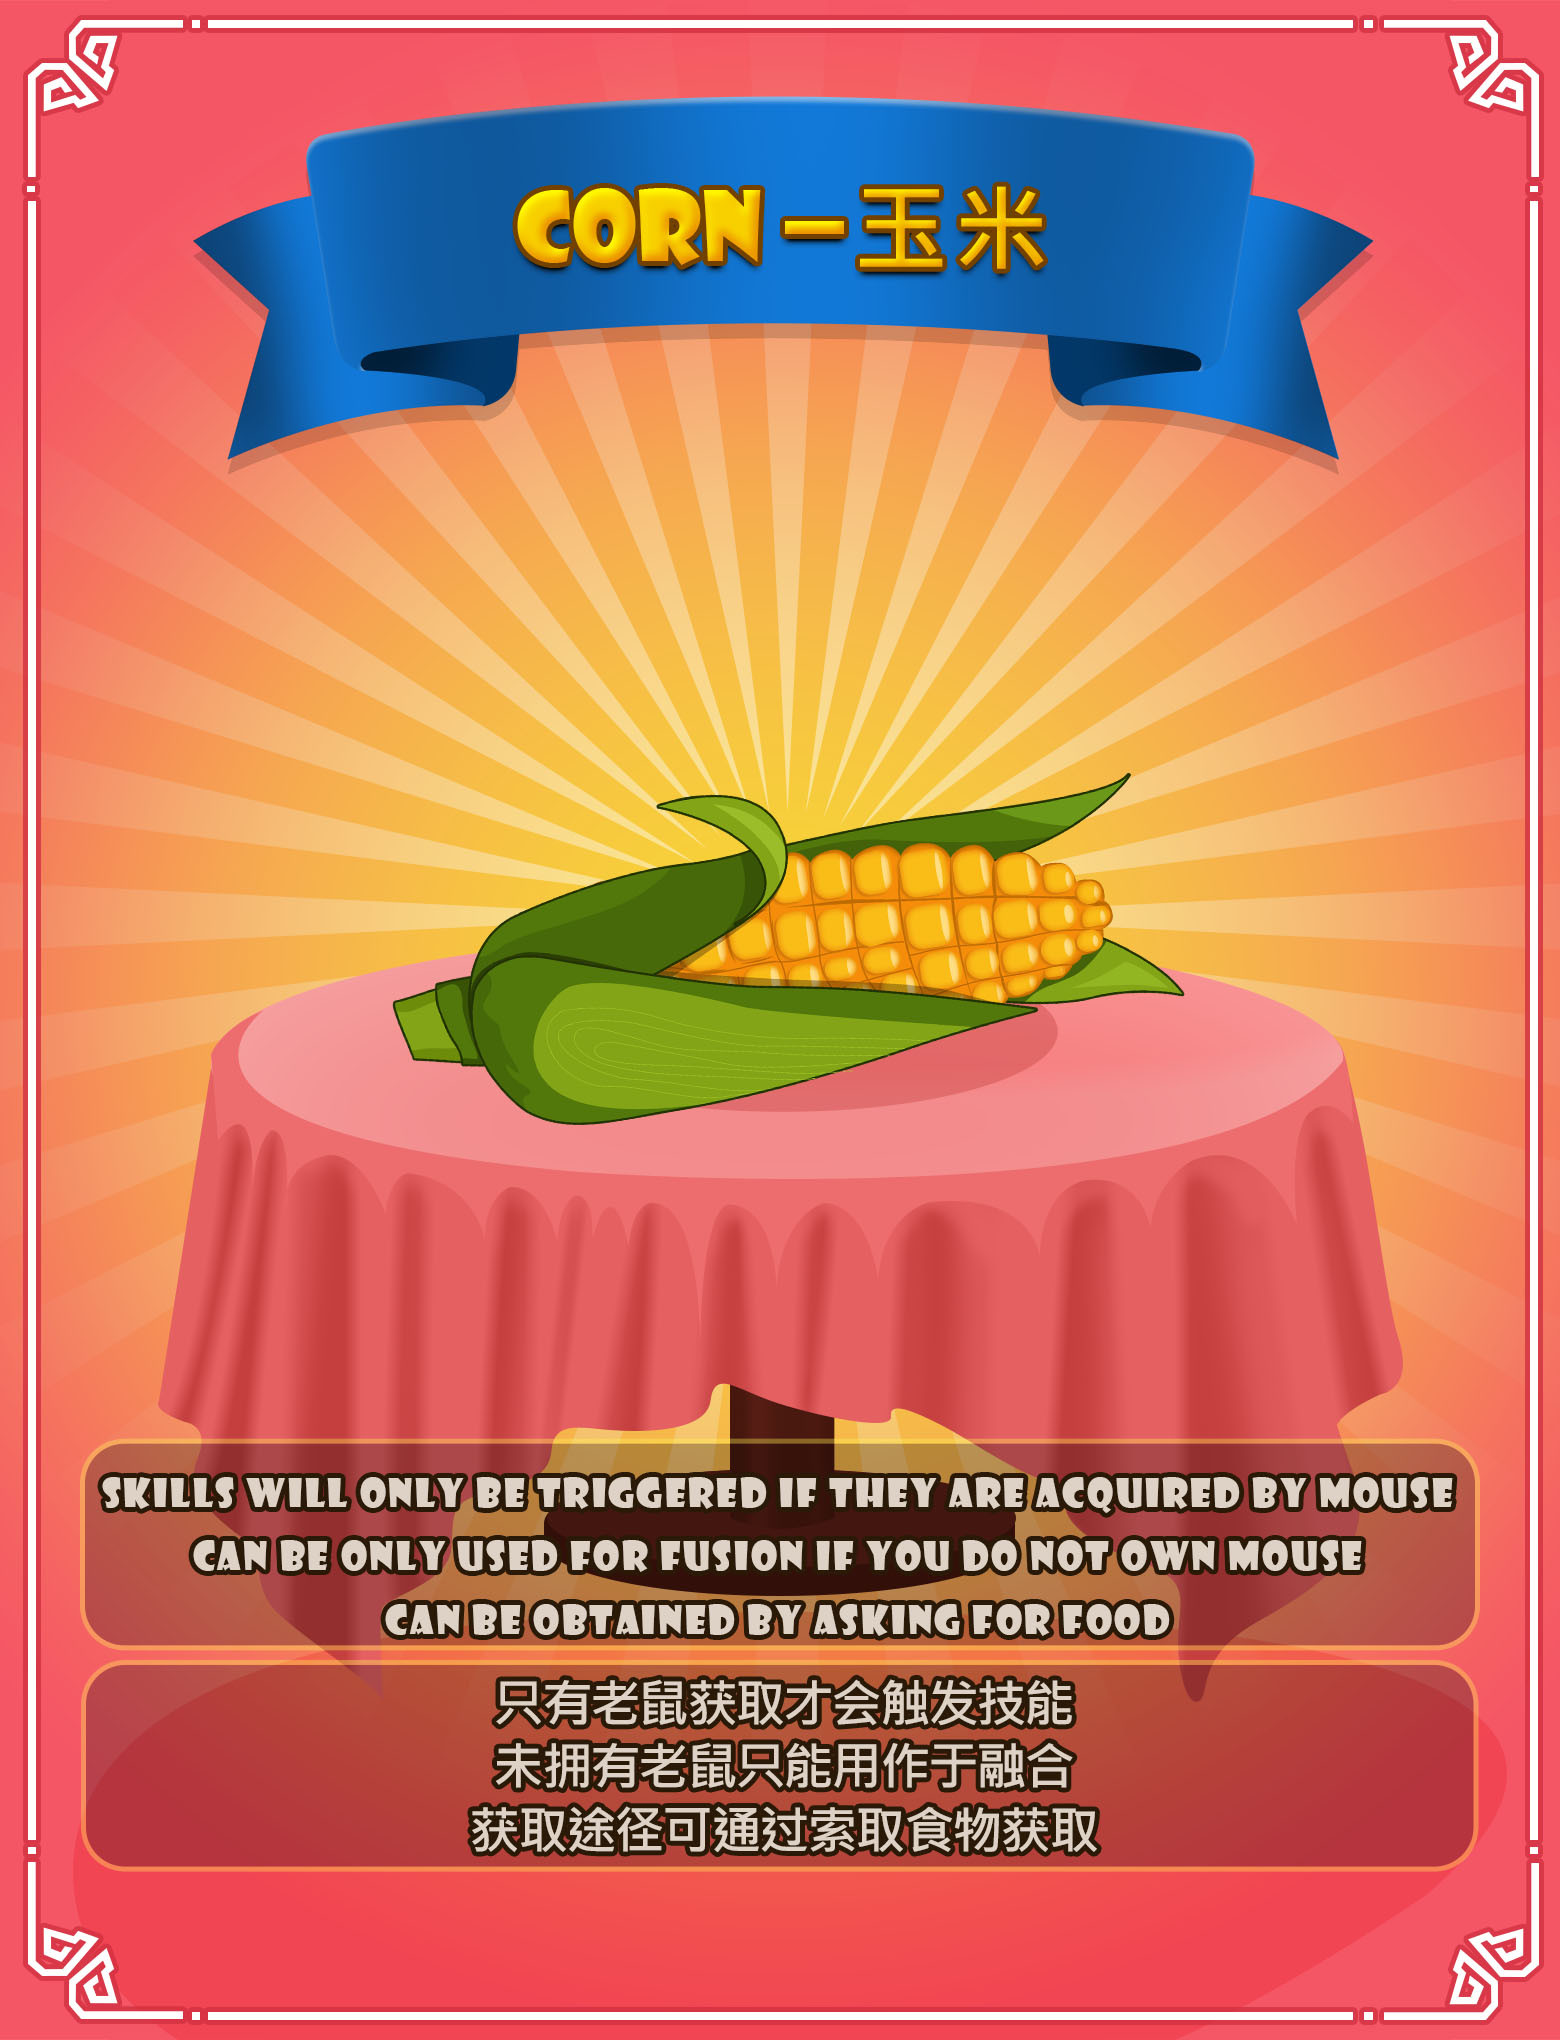 CORN – 玉米
SKILLS WILL ONLY BE TRIGGERED IF THEY ARE ACQUIRED BY MOUSE
CAN BE ONLY USED FOR FUSION IF YOU DO NOT OWN MOUSE
CAN BE OBTAINED BY ASKING FOR FOOD
只有老鼠获取才会触发技能
未拥有老鼠只能用作于融合
获取途径可通过索取食物获取